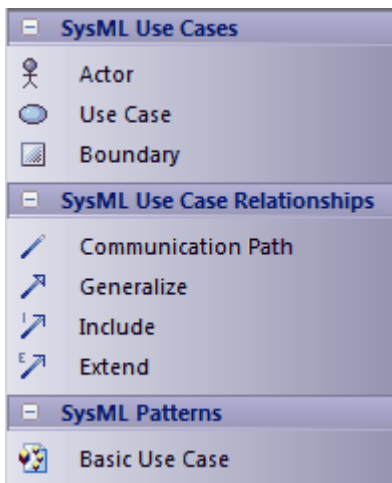 SysML Use Cases
Actor
Use Case
Boundary
SysML Use Case Relationships
Communication Path
Generalize
I Include
E Extend
SysML Patterns
Basic Use Case